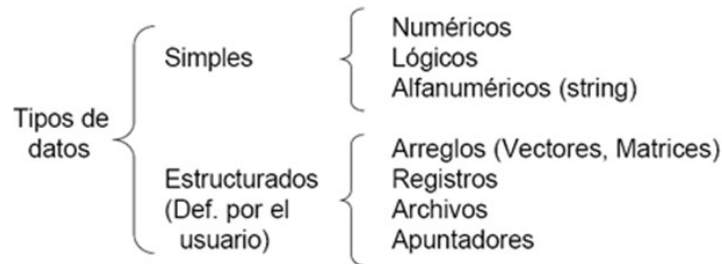 Tipos de
datos
Simples
Numéricos
Lógicos
Alfanuméricos (string)
Estructurados
(Def. por el
usuario)
Arreglos (Vectores, Matrices)
Registros
Archivos
Apuntadores